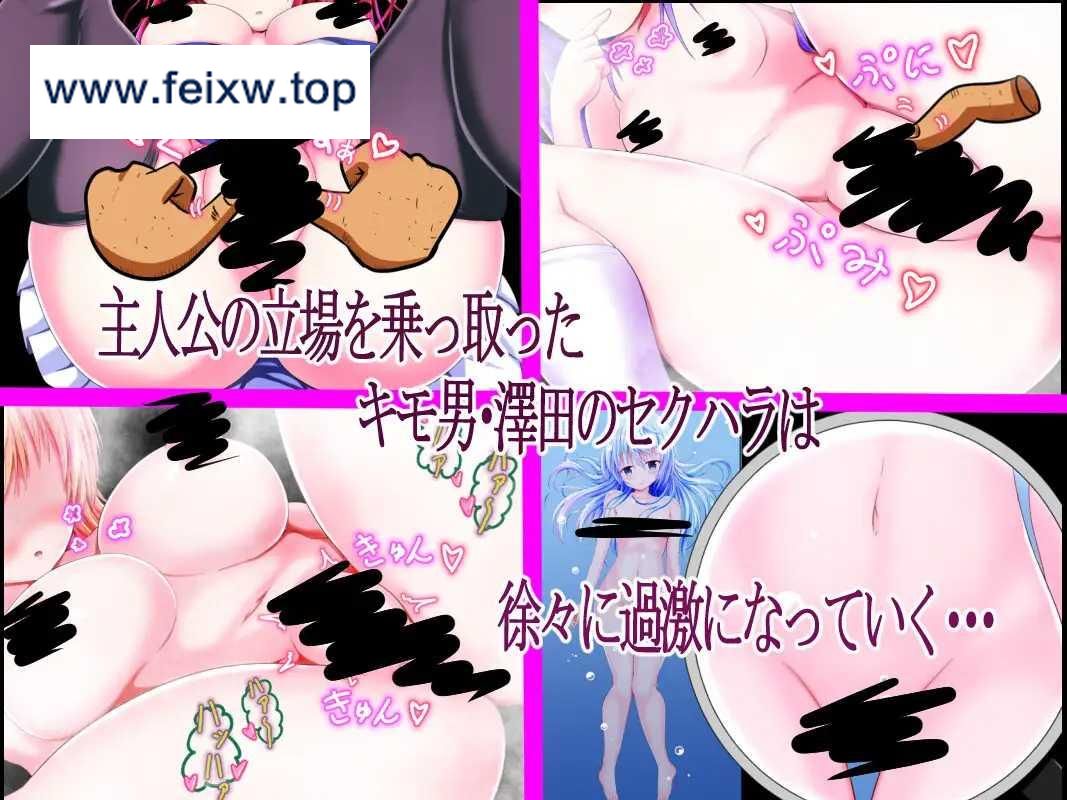 www.feixw.top
ぷに
ぷみ
主人公の立場を乗っ取った
キモ男・澤田のセクハラは
きゅん
徐々に過激になっていく…
きゅん